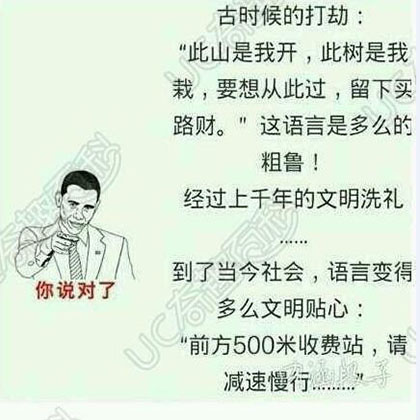 古时候的打劫：
“此山是我开，此树是我
栽，要想从此过，留下买
路财。”这语言是多么的
粗鲁！
经过上千年的文明洗礼
……
到了当今社会，语言变得
多么文明贴心：
“前方500米收费站，请
减速慢行………”
你说对了